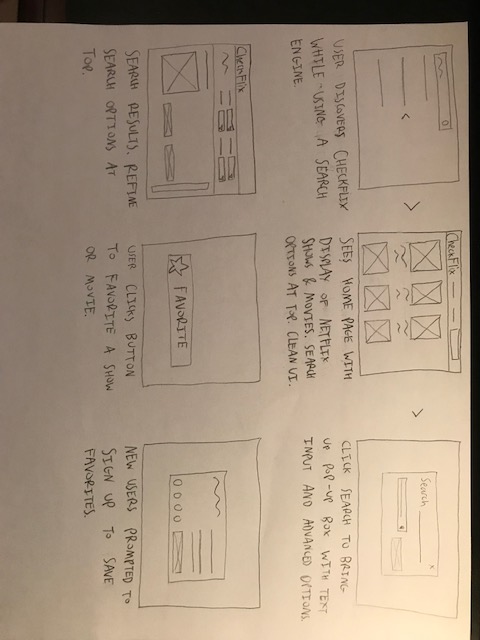 USER DISCOVERS CHECKFLIX
WHILE USING A SEARCH
ENGINE.
CheckFlix
SEES HOME PAGE WITH
DISPLAY OF NETFLIX
SHOWS & MOVIES. SEARCH
OPTIONS AT TOP. CLEAN UI.
Search
x
CLICK SEARCH TO BRING
UP POP-UP BOX WITH TEXT
INPUT AND ADVANCED OPTIONS
CheckFlix
SEARCH RESULTS. REFINE
SEARCH OPTIONS AT
TOP.
FAVORITE
USER CLICKS BUTTON
TO FAVORITE A SHOW
OR MOVIE.
NEW USERS PROMPTED TO
SIGN UP TO SAVE
FAVORITES.